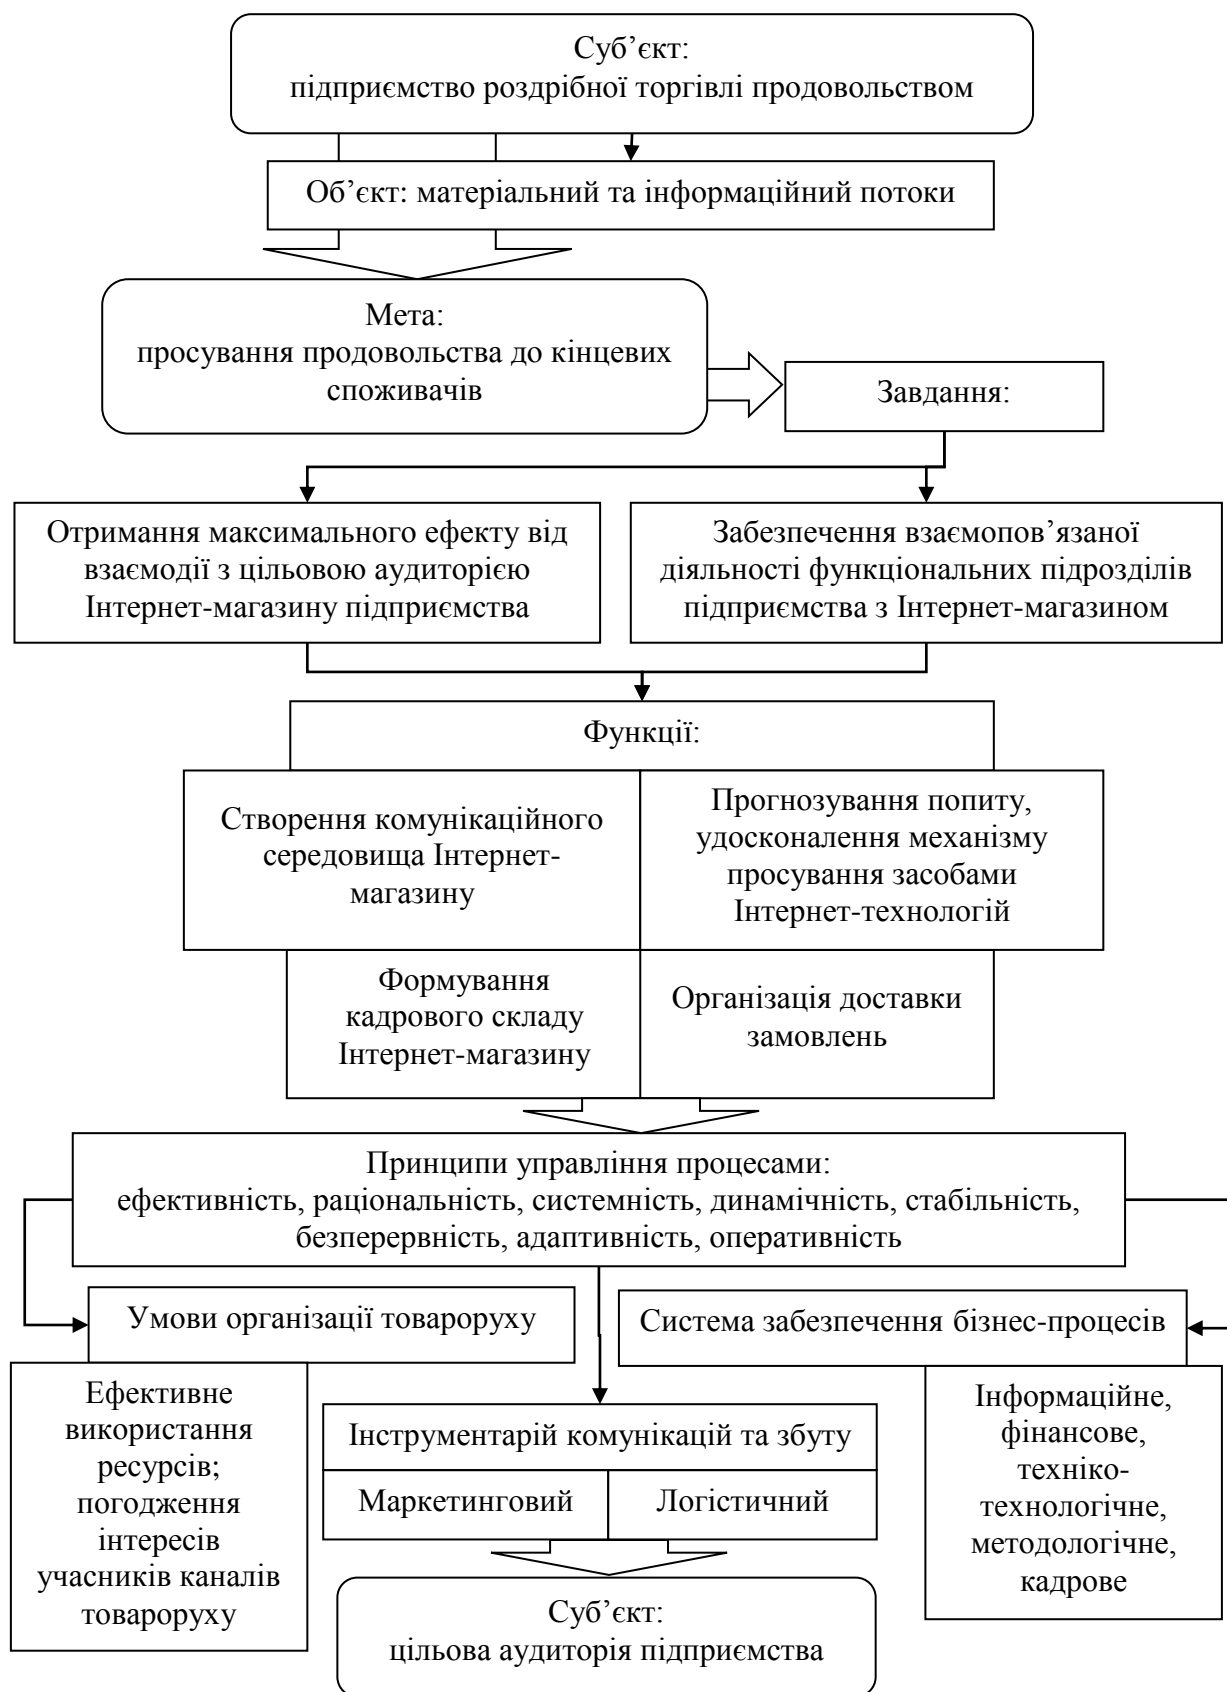 Суб’єкт:
підприємство роздрібної торгівлі продовольством
Об’єкт: матеріальний та інформаційний потоки
Мета:
просування продовольства до кінцевих
споживачів
Завдання:
Отримання максимального ефекту від
взаємодії з цільовою аудиторією
Інтернет-магазину підприємства
Забезпечення взаємопов’язаної
діяльності функціональних підрозділів
підприємства з Інтернет-магазином
Функції:
Створення комунікаційного
середовища Інтернет-
магазину
Прогнозування попиту,
удосконалення механізму
просування засобами
Інтернет-технологій
Формування
кадрового складу
Інтернет-магазину
Організація доставки
замовлень
Принципи управління процесами:
ефективність, раціональність, системність, динамічність, стабільність,
безперервність, адаптивність, оперативність
Умови організації товароруху
Система забезпечення бізнес-процесів
Ефективне
використання
ресурсів;
погодження
інтересів
учасників каналів
товароруху
Інструментарій комунікацій та збуту
Маркетинговий
Логістичний
Інформаційне,
фінансове,
техніко-
технологічне,
методологічне,
кадрове
Суб’єкт:
цільова аудиторія підприємства